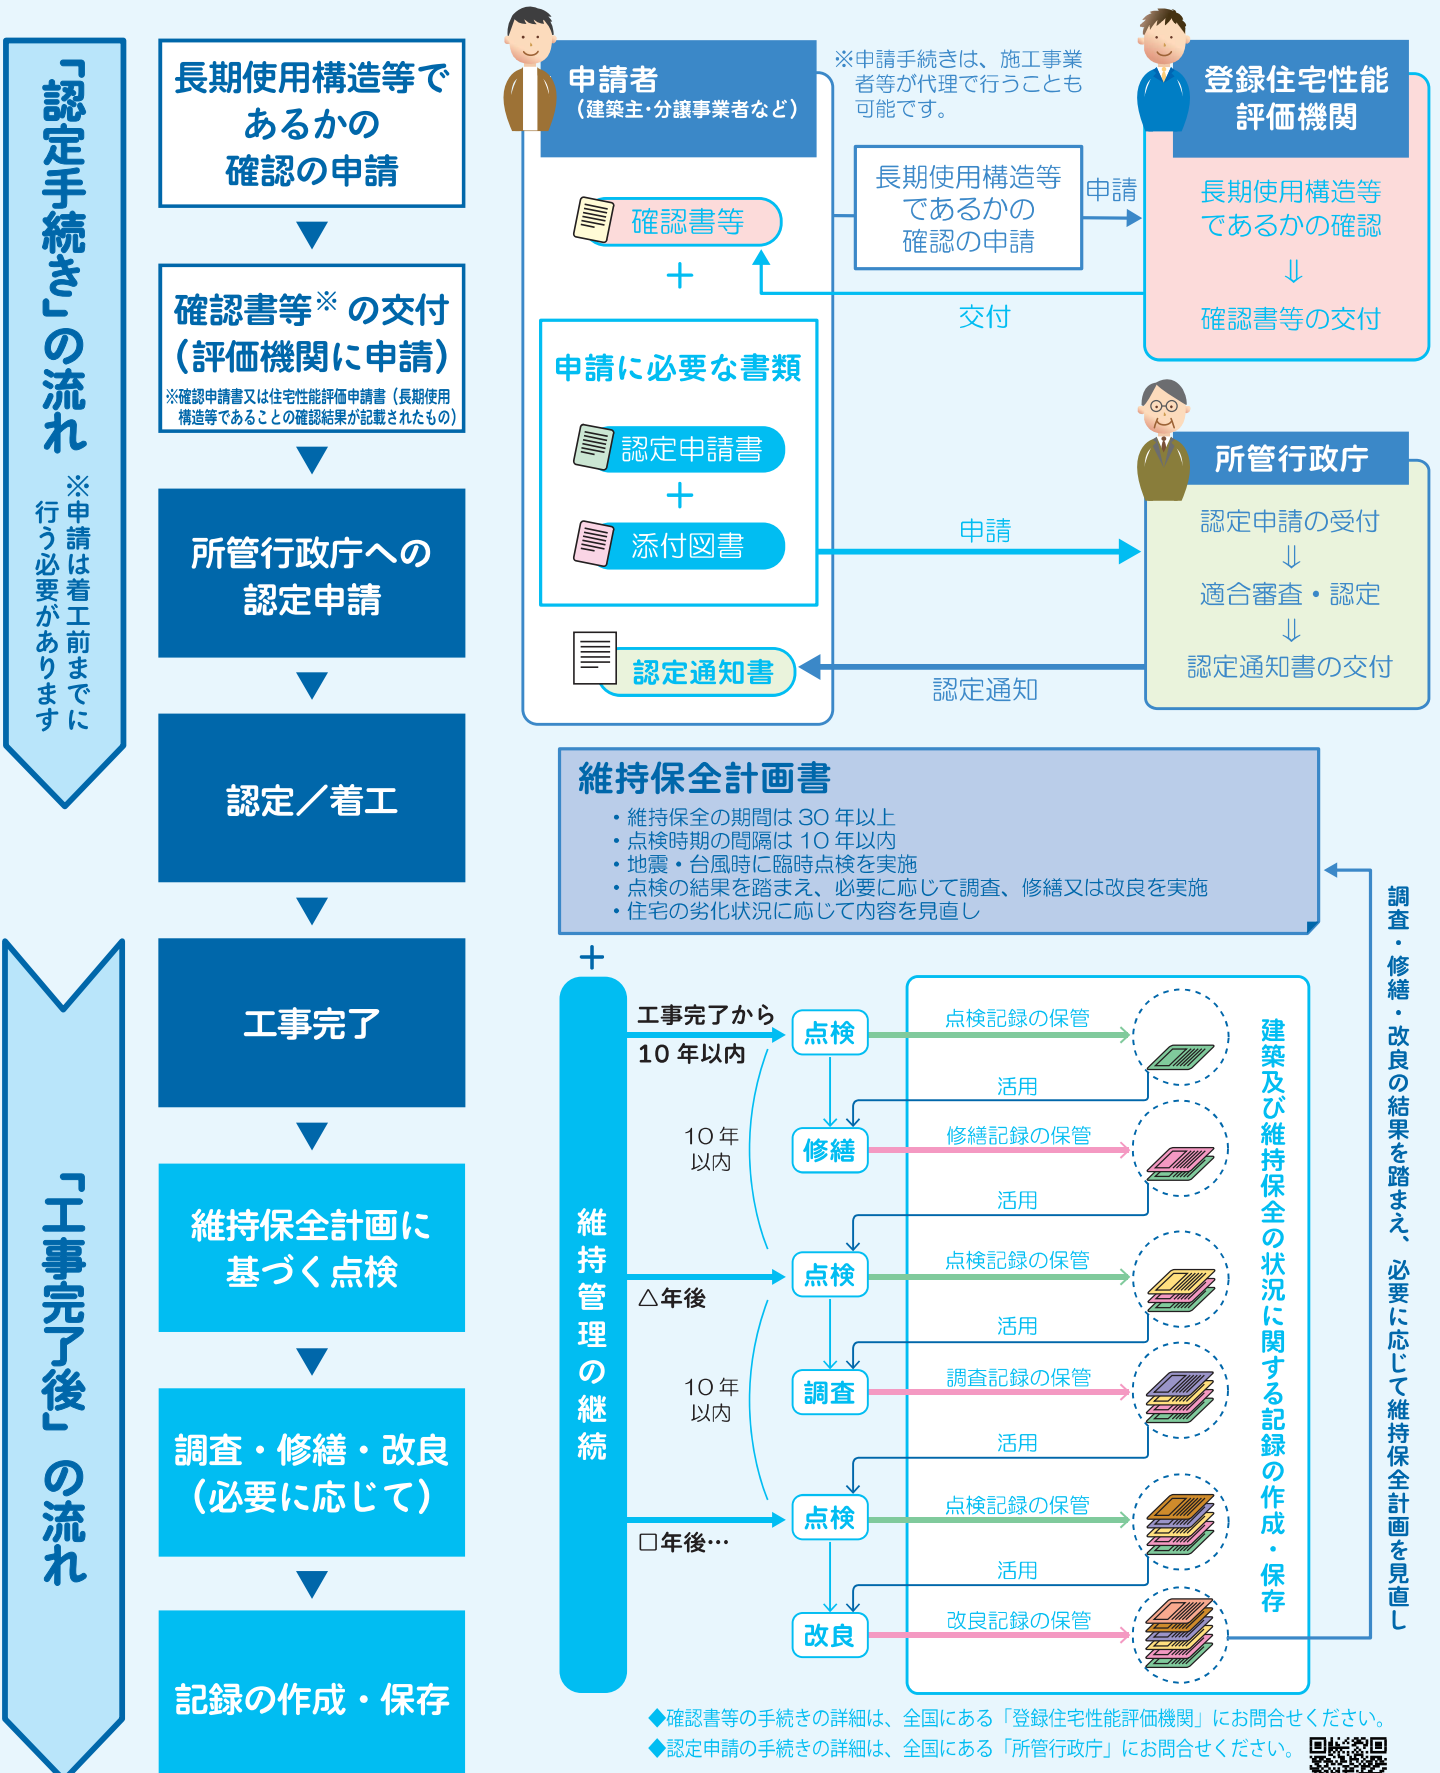 「認定手続き」の流れ
※申請は着工前までに
行う必要があります
長期使用構造等で
あるかの
確認の申請
確認書等※の交付
（評価機関に申請）
※確認申請書又は住宅性能評価申請書（長期使用
構造等であることの確認結果が記載されたもの）
所管行政庁への
認定申請
認定／着工
「工事完了後」の流れ
工事完了
維持保全計画に
基づく点検
調査・修繕・改良
（必要に応じて）
記録の作成・保存
申請者
（建築主・分譲事業者など）
※申請手続きは、施工事業
者等が代理で行うことも
可能です。
確認書等
＋
長期使用構造等
であるかの
確認の申請
申請
交付
登録住宅性能
評価機関
長期使用構造等
であるかの確認
⇓
確認書等の交付
申請に必要な書類
認定申請書
＋
添付図書
申請
認定通知書
認定通知
所管行政庁
認定申請の受付
⇓
適合審査・認定
⇓
認定通知書の交付
維持保全計画書
・維持保全の期間は 30 年以上
・点検時期の間隔は 10 年以内
・地震・台風時に臨時点検を実施
・点検の結果を踏まえ、必要に応じて調査、修繕又は改良を実施
・住宅の劣化状況に応じて内容を見直し
＋
維持管理の継続
工事完了から
10 年以内
点検
点検記録の保管
活用
10 年
以内
修繕
修繕記録の保管
活用
△年後
点検
点検記録の保管
活用
10 年
以内
調査
調査記録の保管
活用
□年後…
点検
点検記録の保管
活用
改良
改良記録の保管
建築及び維持保全の状況に関する記録の作成・保存
調査・修繕・改良の結果を踏まえ、必要に応じて維持保全計画を見直し
◆確認書等の手続きの詳細は、全国にある「登録住宅性能評価機関」にお問合せください。
◆認定申請の手続きの詳細は、全国にある「所管行政庁」にお問合せください。